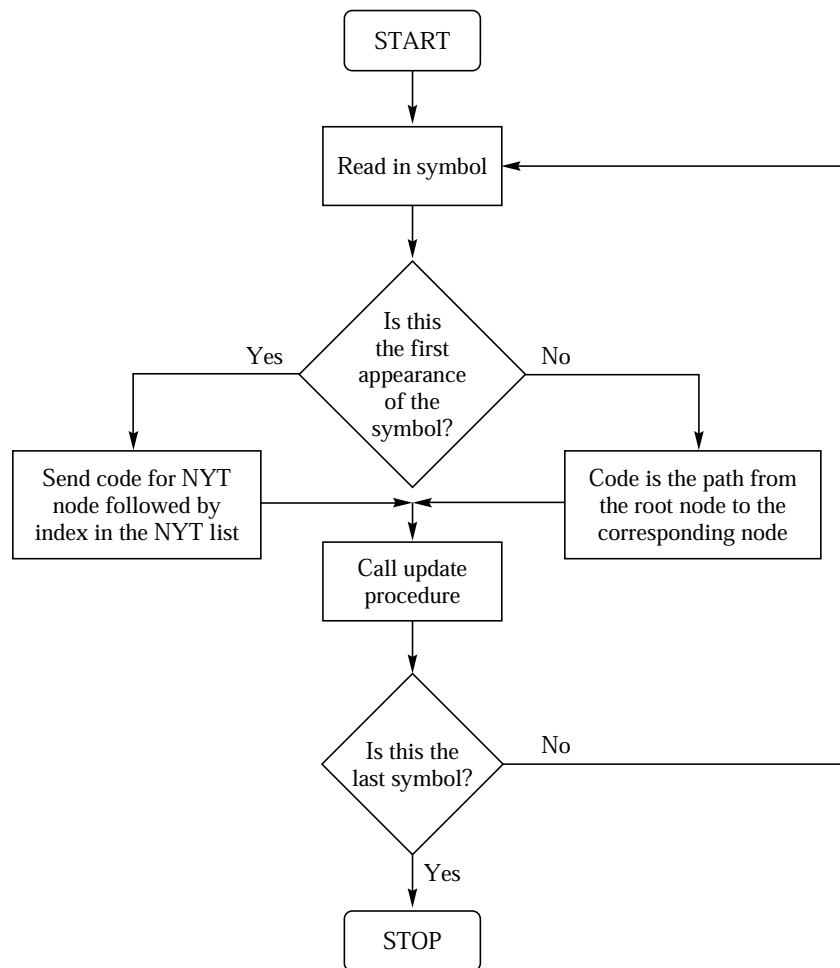 START
Read in symbol
Is this
the first
appearance
of the
symbol?
Yes
No
Send code for NYT
node followed by
index in the NYT list
Code is the path from
the root node to the
corresponding node
Call update
procedure
Is this the
last symbol?
No
Yes
STOP